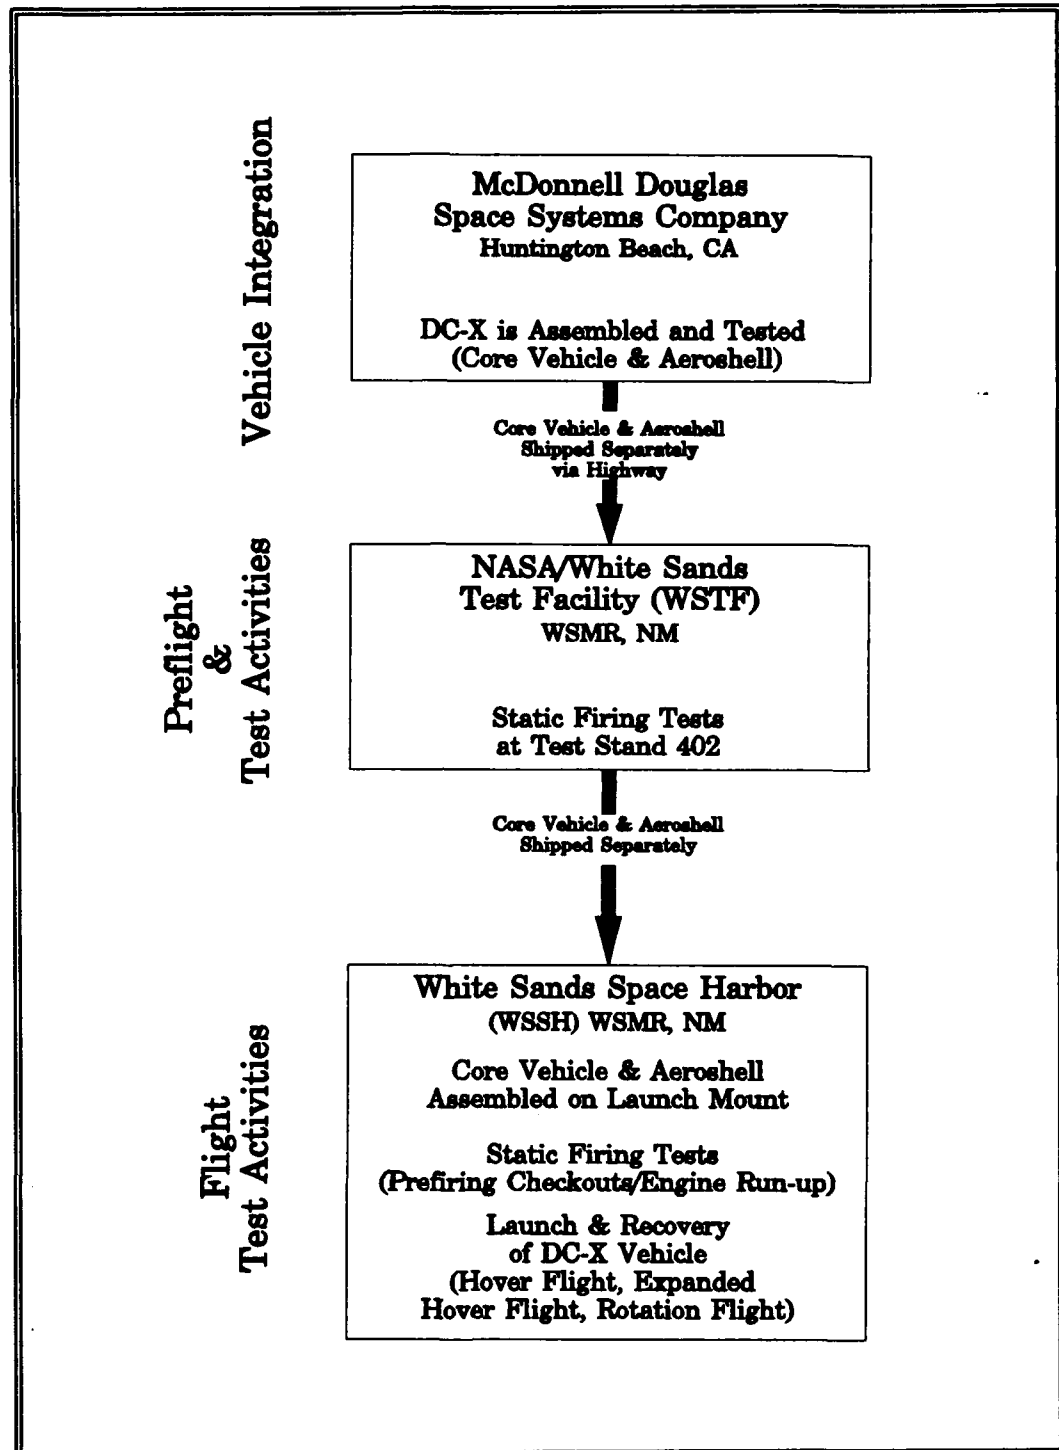 Vehicle Integration
McDonnell Douglas
Space Systems Company
Huntington Beach, CA
DC-X is Assembled and Tested
(Core Vehicle & Aeroshell)
Core Vehicle & Aeroshell
Shipped Separately
via Highway
Preflight
&
Test Activities
NASA/White Sands
Test Facility (WSTF)
WSMR, NM
Static Firing Tests
at Test Stand 402
Core Vehicle & Aeroshell
Shipped Separately
Flight
Test Activities
White Sands Space Harbor
(WSSH) WSMR, NM
Core Vehicle & Aeroshell
Assembled on Launch Mount
Static Firing Tests
(Prefiring Checkouts/Engine Run-up)
Launch & Recovery
of DC-X Vehicle
(Hover Flight, Expanded
Hover Flight, Rotation Flight)